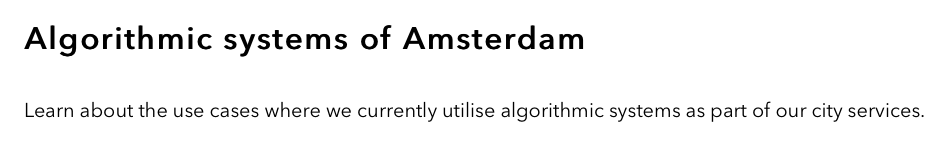 Algorithmic systems of Amsterdam
Learn about the use cases where we currently utilise algorithmic systems as part of our city services.